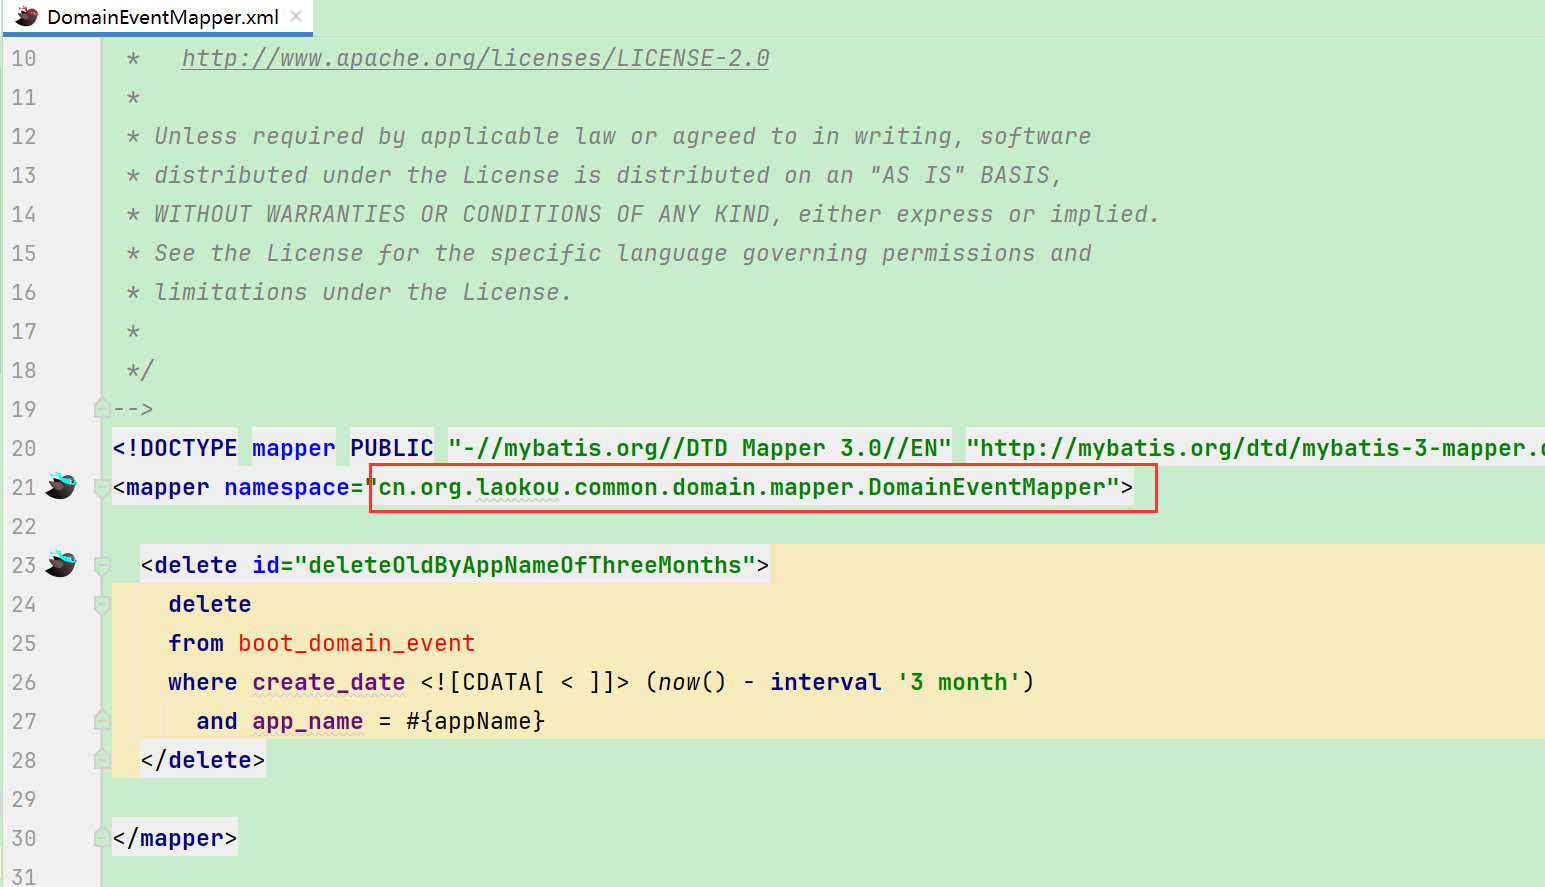 DomainEventMapper.xml
10 * http://www.apache.org/licenses/LICENSE-2.0
11 *
12 * Unless required by applicable law or agreed to in writing, software
13 * distributed under the License is distributed on an "AS IS" BASIS,
14 * WITHOUT WARRANTIES OR CONDITIONS OF ANY KIND, either express or implied.
15 * See the License for the specific language governing permissions and
16 * limitations under the License.
17 *
18 */
19 -->
20 <!DOCTYPE mapper PUBLIC "-//mybatis.org//DTD Mapper 3.0//EN" "http://mybatis.org/dtd/mybatis-3-mapper.
21 <mapper namespace="cn.org.laokou.common.domain.mapper.DomainEventMapper">
22
23 <delete id="deleteOldByAppNameOfThreeMonths">
24 delete
25 from boot_domain_event
26 where create_date <![CDATA[ < ]]> (now() - interval '3 month')
27 and app_name = #{appName}
28 </delete>
29
30 </mapper>
31